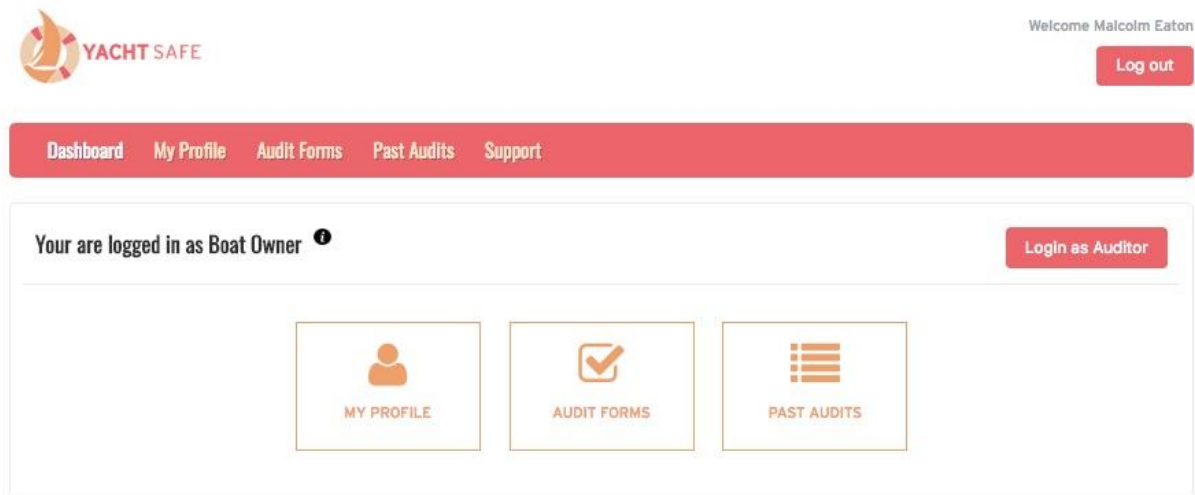 YACHT SAFE
Welcome Malcolm Eaton
Log out
Dashboard My Profile Audit Forms Past Audits Support
Your are logged in as Boat Owner i
Login as Auditor
MY PROFILE AUDIT FORMS PAST AUDITS